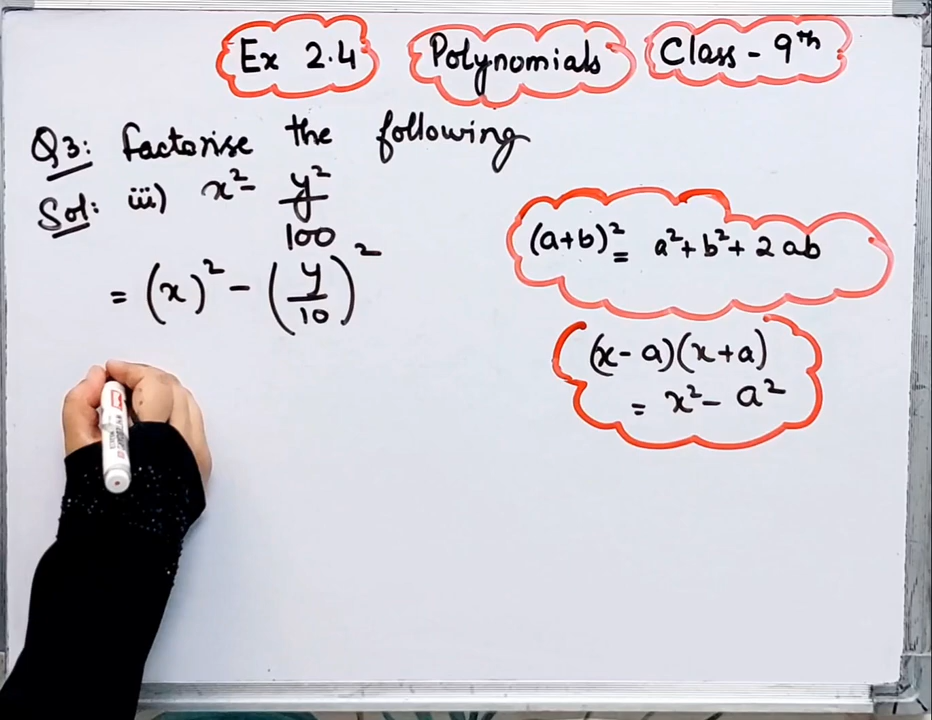 Ex 2.4 Polynomials Class - 9th
Q3: Factorise the following
Sol: iii) x² - y²/100
= (x)² - (y/10)²
(a+b)² = a² + b² + 2ab
(x - a)(x + a)
= x² - a²